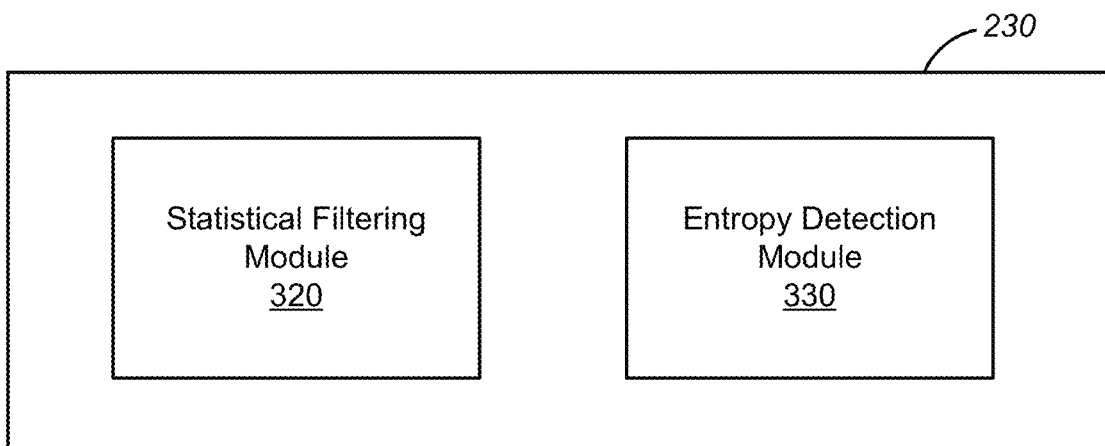 230
Statistical Filtering
Module
320
Entropy Detection
Module
330